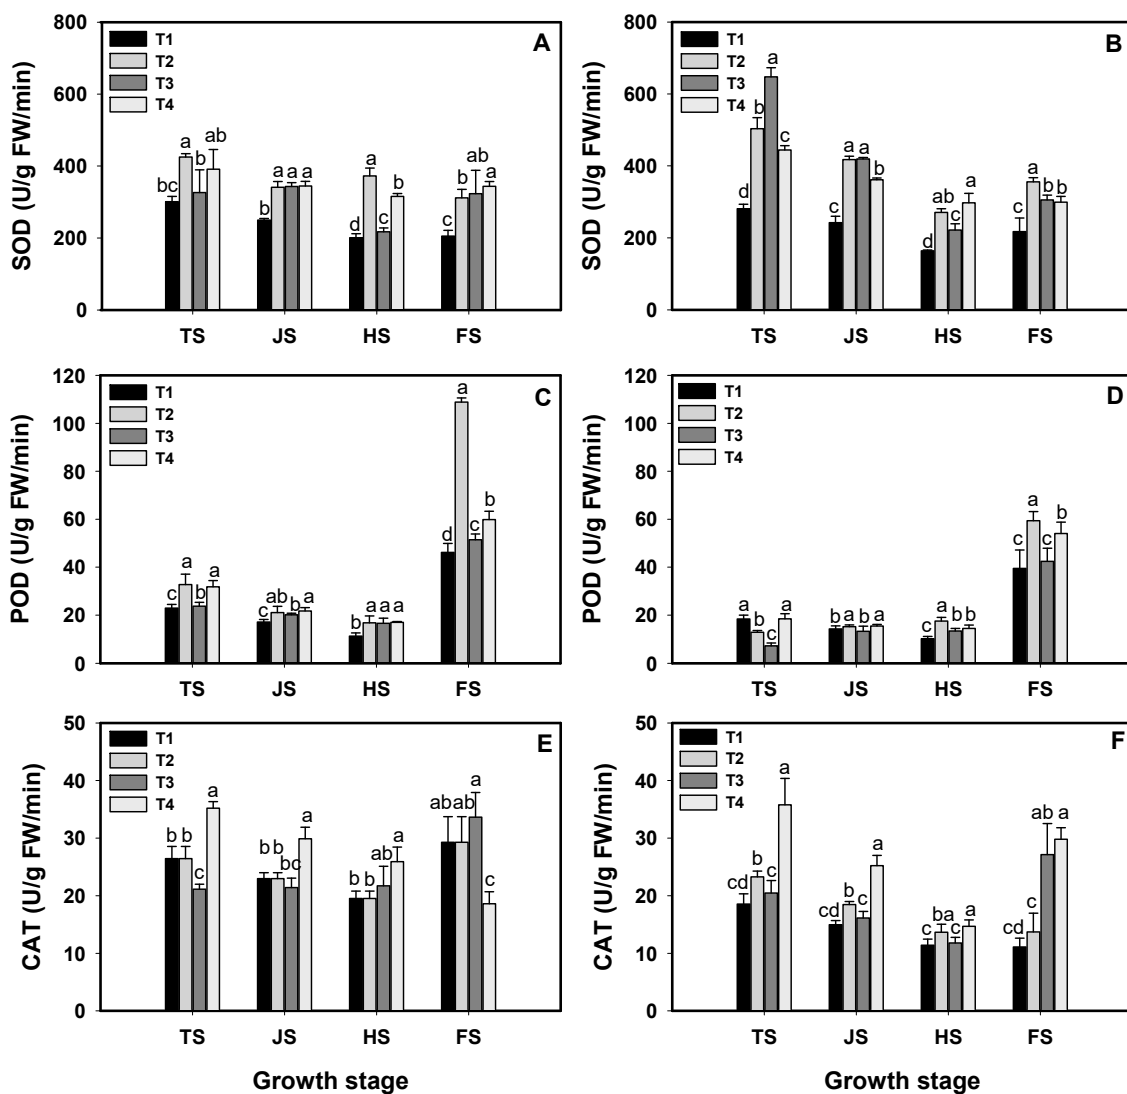 800
600
400
200
0
SOD (U/g FW/min)
T1
T2
T3
T4
A
bc a b ab
b a a a
d a c b
c b ab a
TS JS HS FS
800
600
400
200
0
SOD (U/g FW/min)
T1
T2
T3
T4
B
d b a c
c a a b
d ab c a
c a b b
TS JS HS FS
120
100
80
60
40
20
0
POD (U/g FW/min)
T1
T2
T3
T4
C
c a b a
c ab b a
b a a a
d a c b
TS JS HS FS
120
100
80
60
40
20
0
POD (U/g FW/min)
T1
T2
T3
T4
D
a b c a
b a b a
c a b b
c a c b
TS JS HS FS
50
40
30
20
10
0
CAT (U/g FW/min)
T1
T2
T3
T4
E
b b c a
b b bc a
b b ab a
ab ab a c
TS JS HS FS
Growth stage
50
40
30
20
10
0
CAT (U/g FW/min)
T1
T2
T3
T4
F
cd b c a
cd b c a
c ba c a
cd c ab a
TS JS HS FS
Growth stage